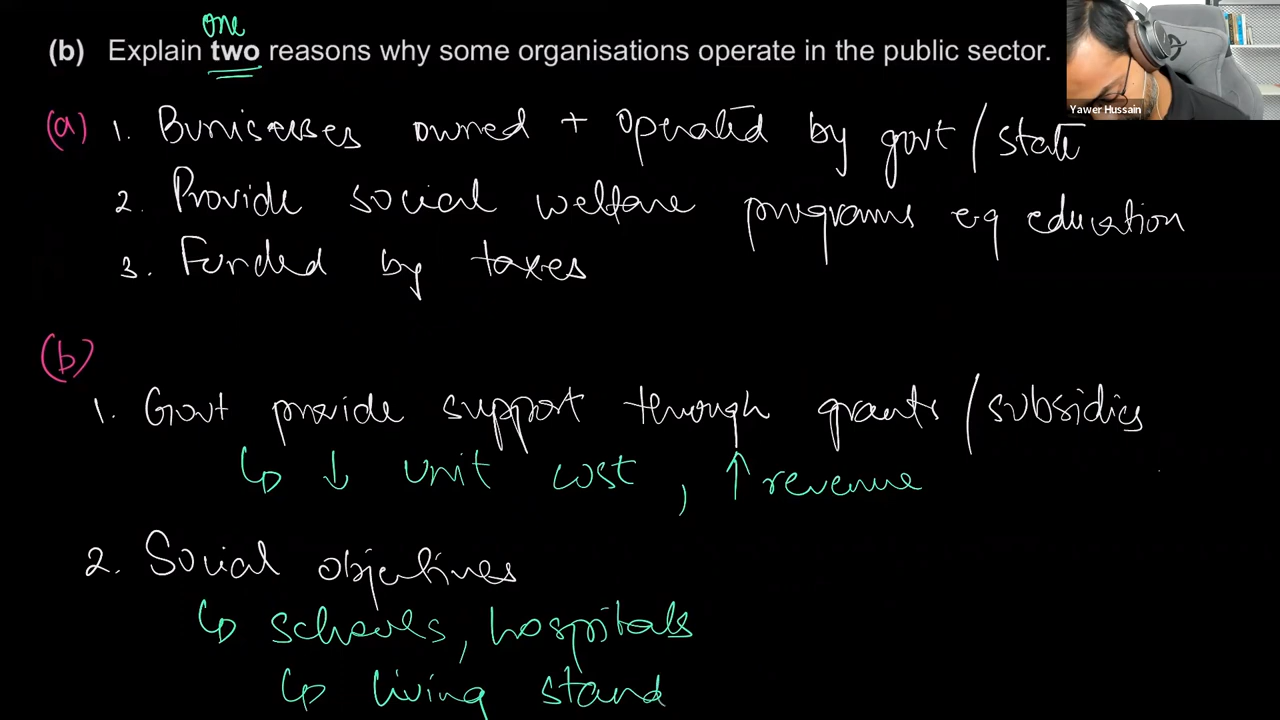 one
(b) Explain two reasons why some organisations operate in the public sector.
Yawer Hussain
(a) 1. Businesses owned + operated by govt / state
2. Provide social welfare programs eg education
3. Funded by taxes
(b)
1. Govt provide support through grants / subsidies
↳ ↓ unit cost, ↑ revenue
2. Social objectives
↳ schools, hospitals
↳ living stand